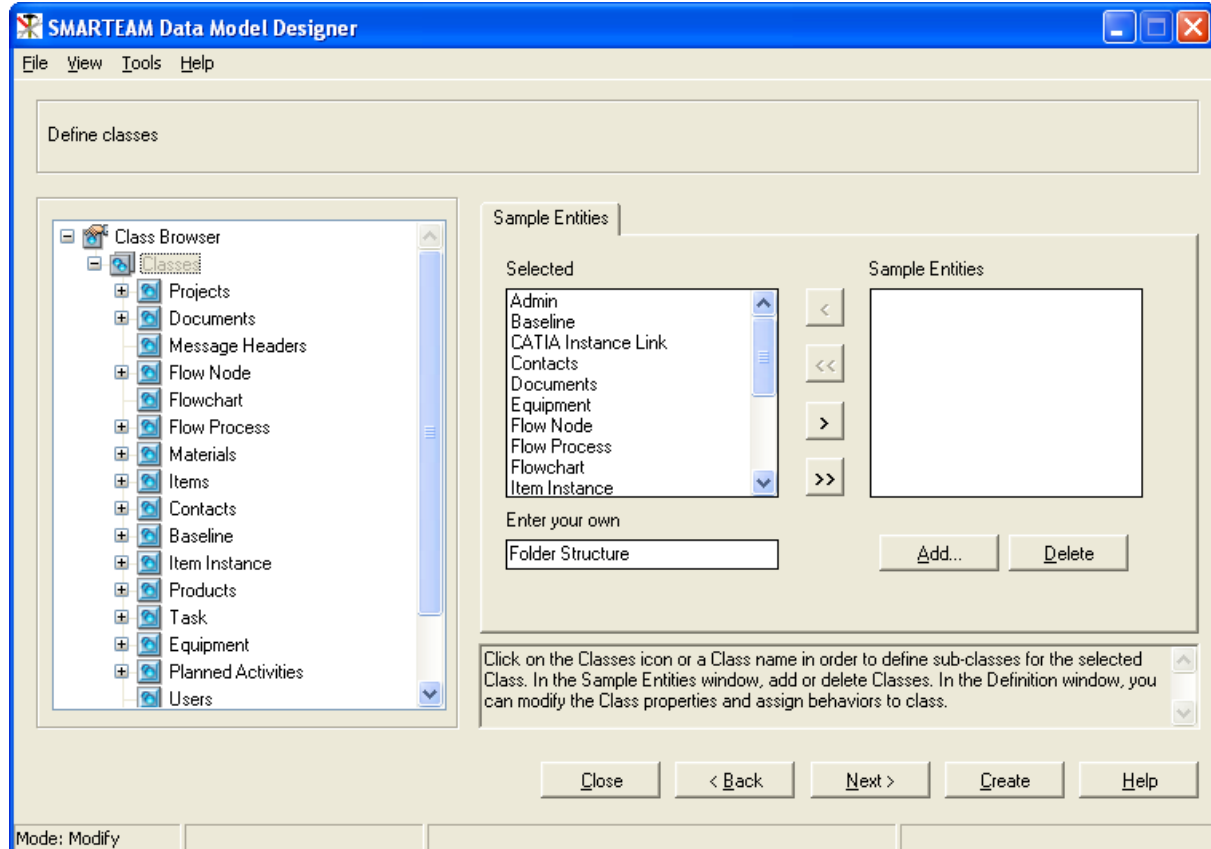 SMARTEAM Data Model Designer
File View Tools Help
Define classes
Class Browser
Classes
Projects
Documents
Message Headers
Flow Node
Flowchart
Flow Process
Materials
Items
Contacts
Baseline
Item Instance
Products
Task
Equipment
Planned Activities
Users
Sample Entities
Selected
Admin
Baseline
CATIA Instance Link
Contacts
Documents
Equipment
Flow Node
Flow Process
Flowchart
Item Instance
<
<<
>
>>
Sample Entities
Enter your own
Folder Structure
Add... Delete
Click on the Classes icon or a Class name in order to define sub-classes for the selected
Class. In the Sample Entities window, add or delete Classes. In the Definition window, you
can modify the Class properties and assign behaviors to class.
Close < Back Next > Create Help
Mode: Modify